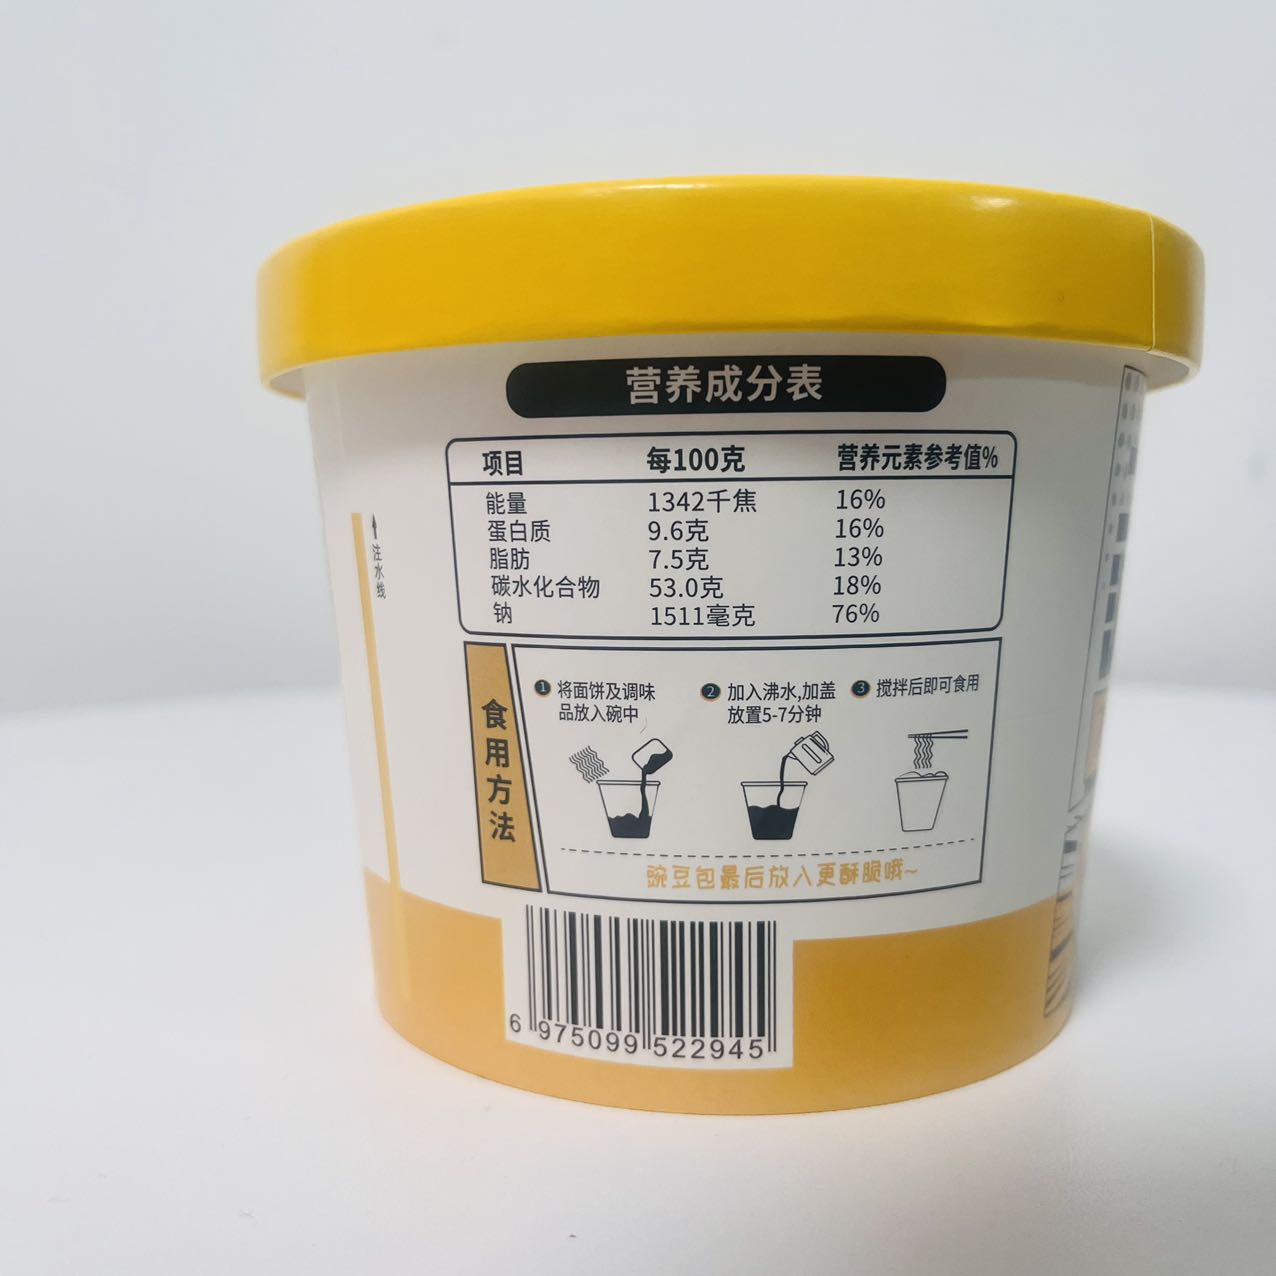 营养成分表
项目 每100克 营养元素参考值%
能量 1342千焦 16%
蛋白质 9.6克 16%
脂肪 7.5克 13%
碳水化合物 53.0克 18%
钠 1511毫克 76%
注水线
食用方法
1 将面饼及调味
品放入碗中
2 加入沸水,加盖
放置5-7分钟
3 搅拌后即可食用
豌豆包最后放入更酥脆哦~
6 975099 522945